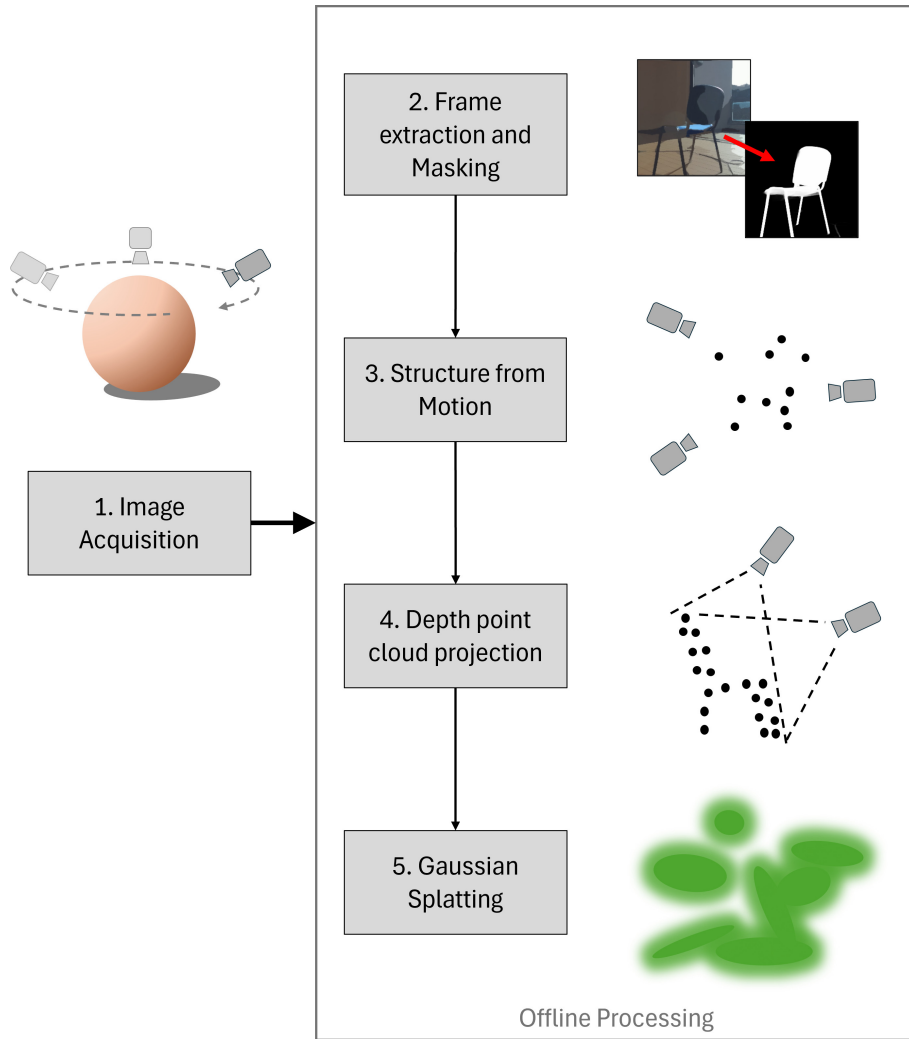 1. Image
Acquisition
2. Frame
extraction and
Masking
3. Structure from
Motion
4. Depth point
cloud projection
5. Gaussian
Splatting
Offline Processing